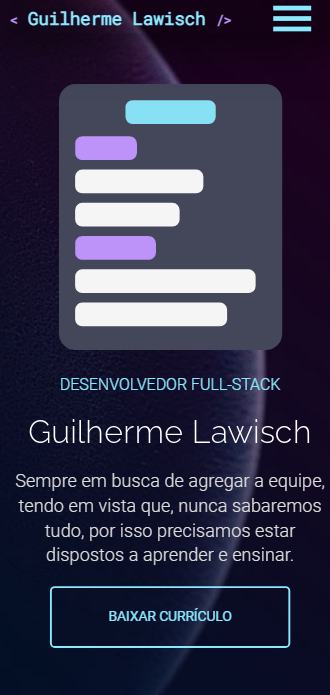 < Guilherme Lawisch />
DESENVOLVEDOR FULL-STACK
Guilherme Lawisch
Sempre em busca de agregar a equipe,
tendo em vista que, nunca sabaremos
tudo, por isso precisamos estar
dispostos a aprender e ensinar.
BAIXAR CURRÍCULO